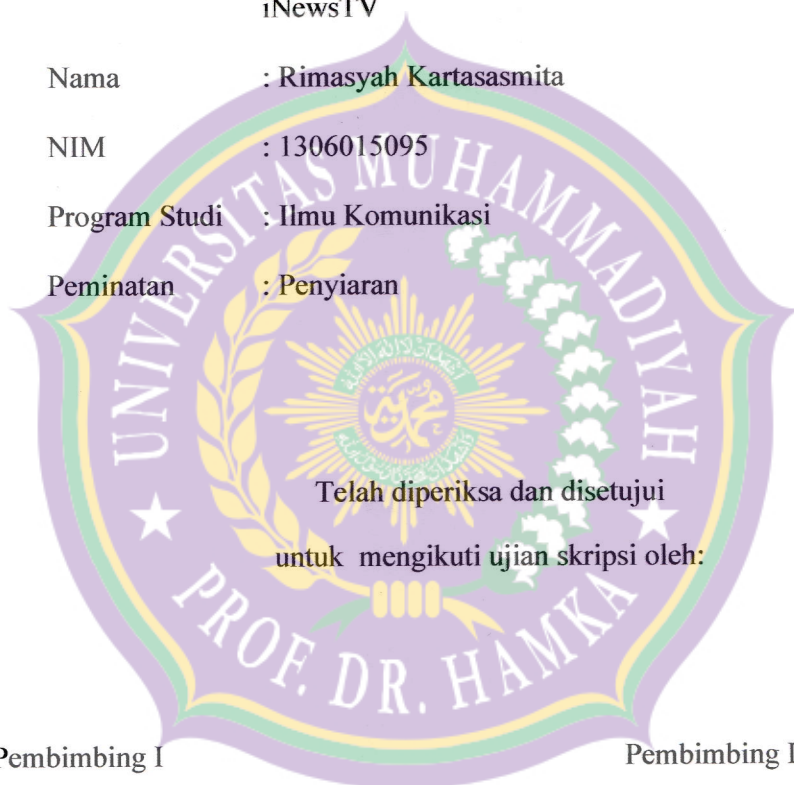 iNewsTV
Nama : Rimasyah Kartasasmita
NIM : 1306015095
Program Studi : Ilmu Komunikasi
Peminatan : Penyiaran
UNIVERSITAS MUHAMMADIYAH
محمدية
Telah diperiksa dan disetujui
untuk mengikuti ujian skripsi oleh:
PROF. DR. HAMKA
Pembimbing I
Pembimbing I